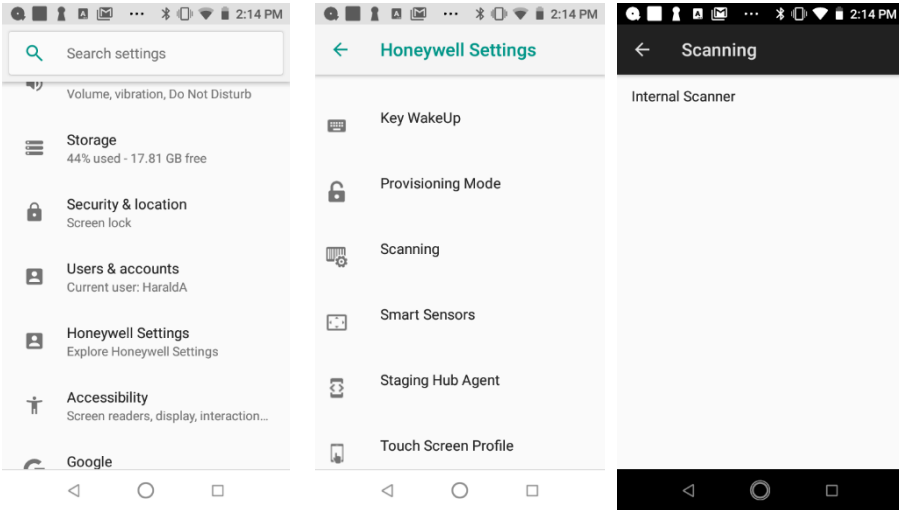 2:14 PM
Search settings
Volume, vibration, Do Not Disturb
Storage
44% used - 17.81 GB free
Security & location
Screen lock
Users & accounts
Current user: HaraldA
Honeywell Settings
Explore Honeywell Settings
Accessibility
Screen readers, display, interaction...
Google
2:14 PM
Honeywell Settings
Key WakeUp
Provisioning Mode
Scanning
Smart Sensors
Staging Hub Agent
Touch Screen Profile
2:14 PM
Scanning
Internal Scanner